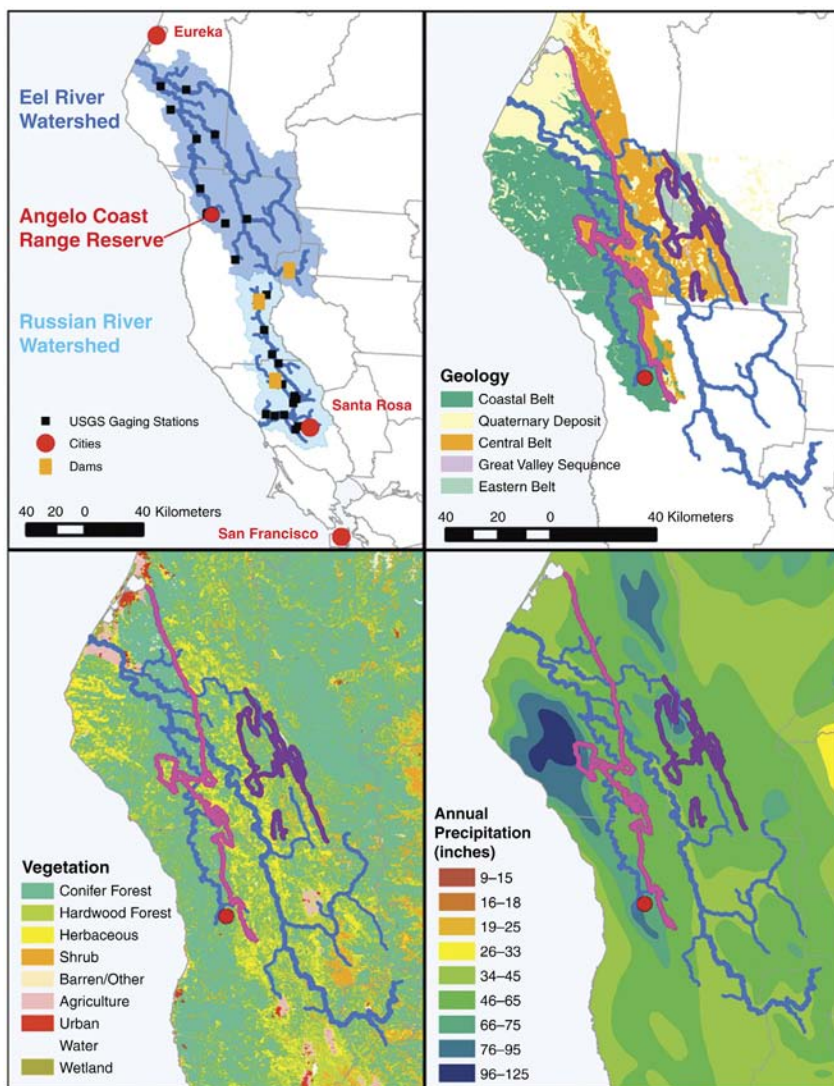 Eureka
Eel River
Watershed
Angelo Coast
Range Reserve
Russian River
Watershed
Santa Rosa
USGS Gaging Stations
Cities
Dams
40 20 0 40 Kilometers
San Francisco
Geology
Coastal Belt
Quaternary Deposit
Central Belt
Great Valley Sequence
Eastern Belt
40 20 0 40 Kilometers
Vegetation
Conifer Forest
Hardwood Forest
Herbaceous
Shrub
Barren/Other
Agriculture
Urban
Water
Wetland
Annual
Precipitation
(inches)
9–15
16–18
19–25
26–33
34–45
46–65
66–75
76–95
96–125